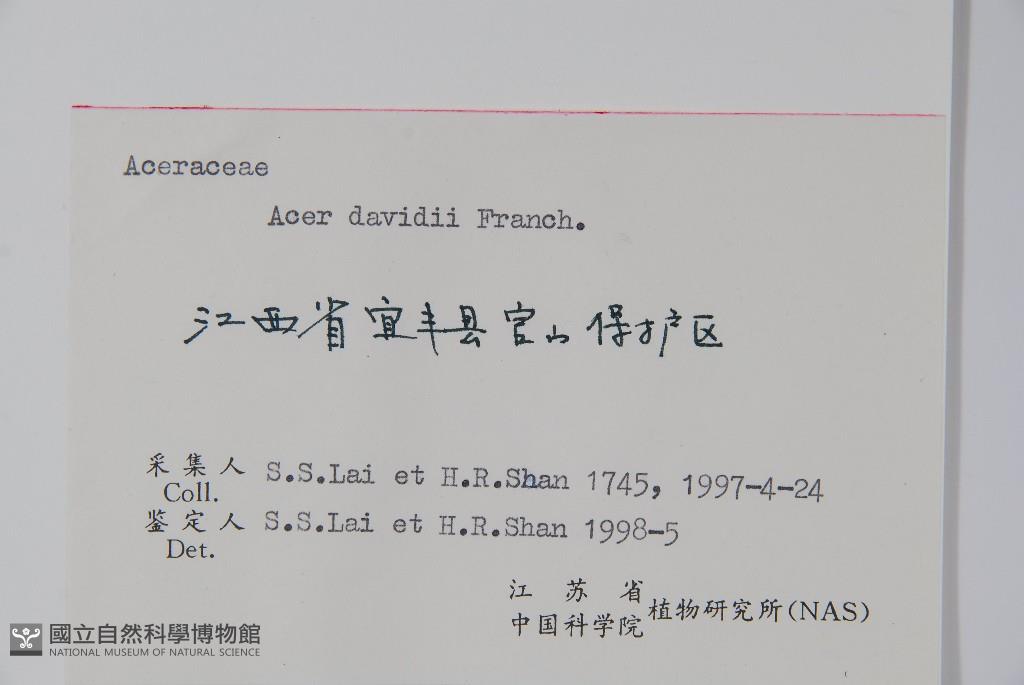 Aceraceae
Acer davidii Franch.
江西省宜丰县官山保护区
采集人 S.S.Lai et H.R.Shan 1745, 1997-4-24
Coll.
鉴定人 S.S.Lai et H.R.Shan 1998-5
Det.
江苏省
中国科学院 植物研究所(NAS)
國立自然科學博物館
NATIONAL MUSEUM OF NATURAL SCIENCE